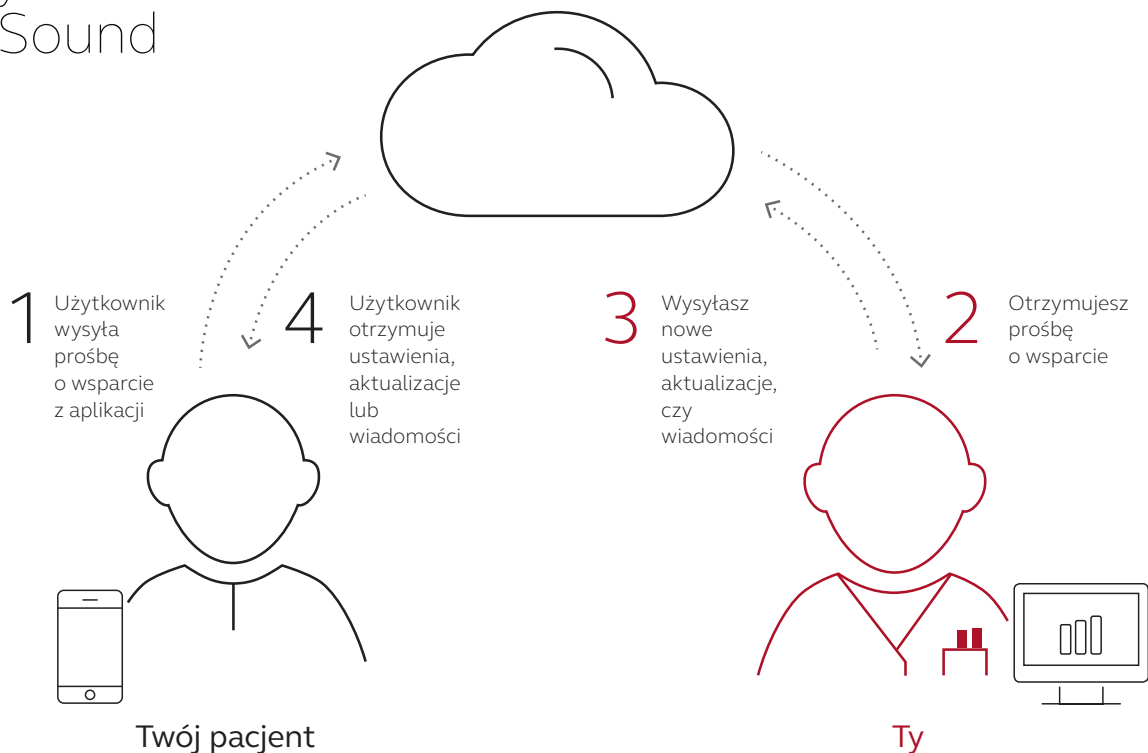 Sound
1
Użytkownik
wysyła
prośbę
o wsparcie
z aplikacji
4
Użytkownik
otrzymuje
ustawienia,
aktualizacje
lub
wiadomości
3
Wysyłasz
nowe
ustawienia,
aktualizacje,
czy
wiadomości
2
Otrzymujesz
prośbę
o wsparcie
Twój pacjent
Ty